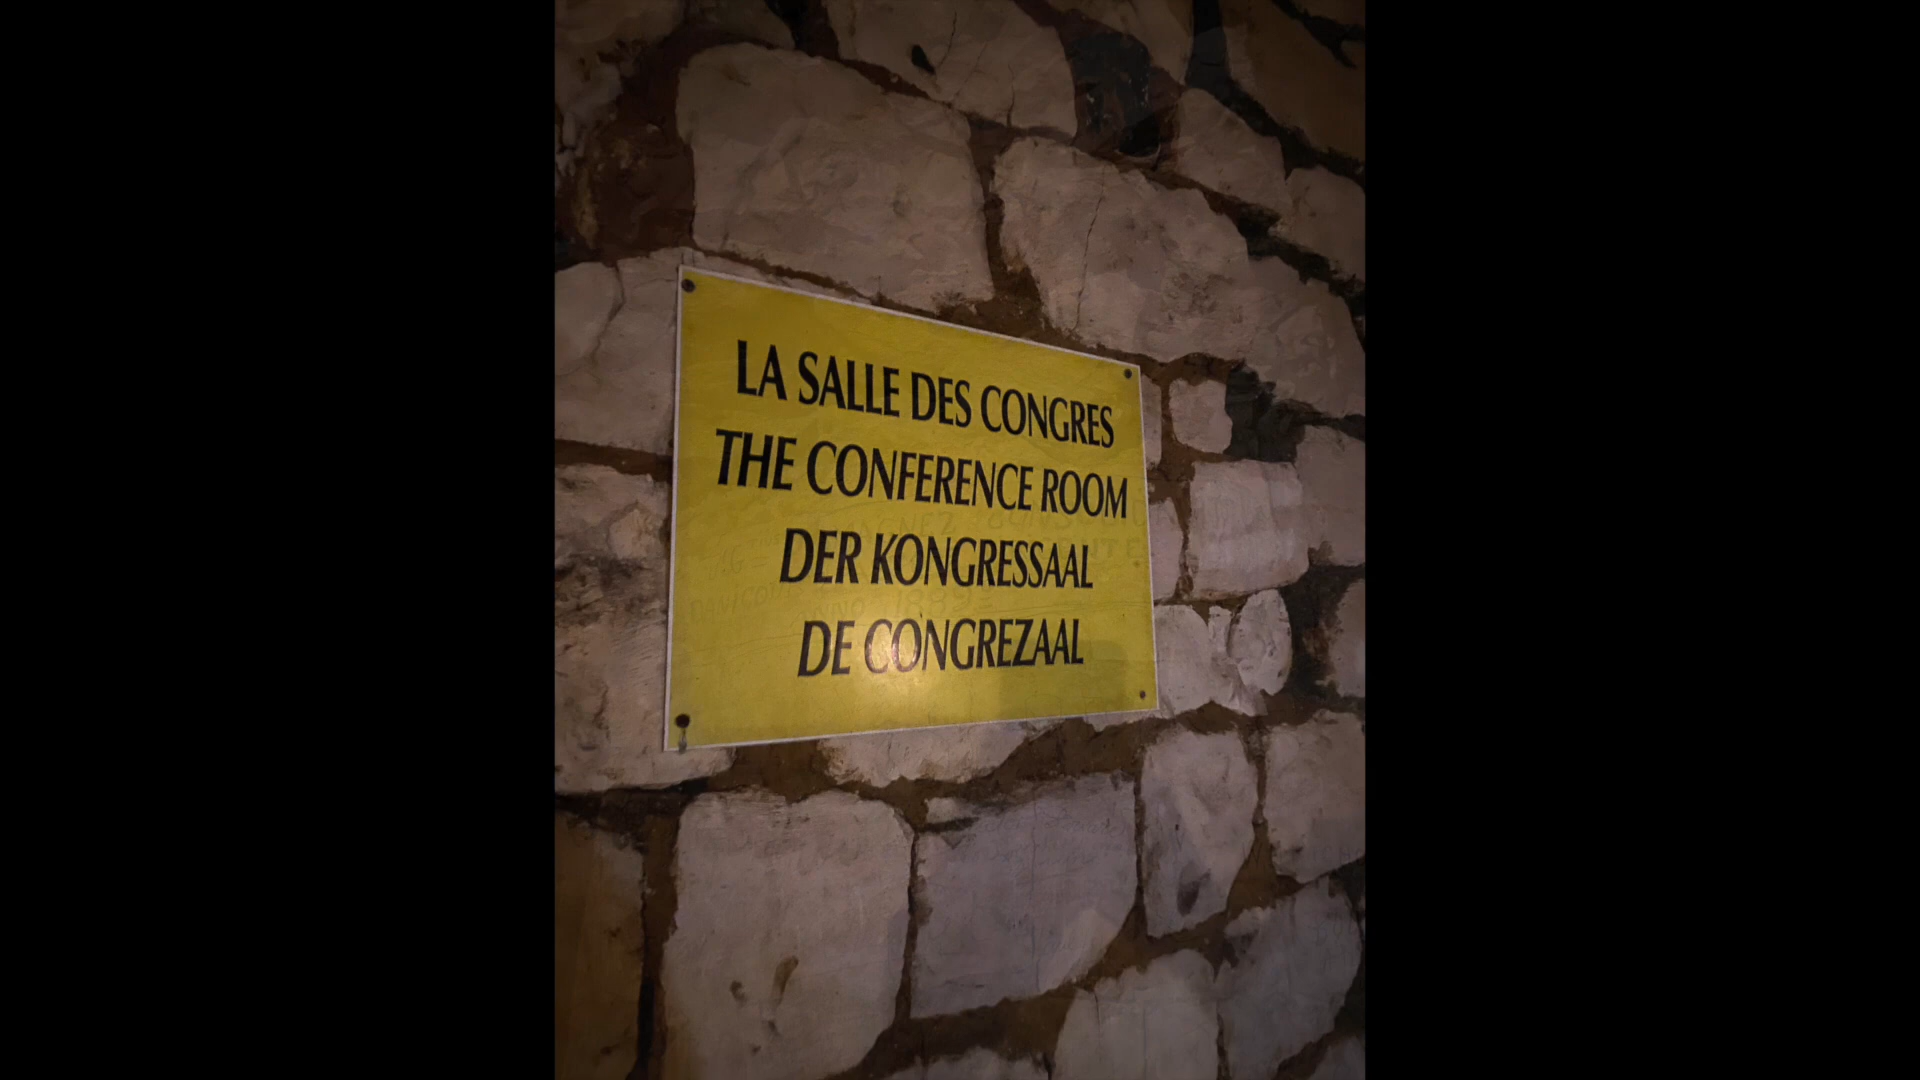 LA SALLE DES CONGRES
THE CONFERENCE ROOM
DER KONGRESSAAL
DE CONGREZAAL